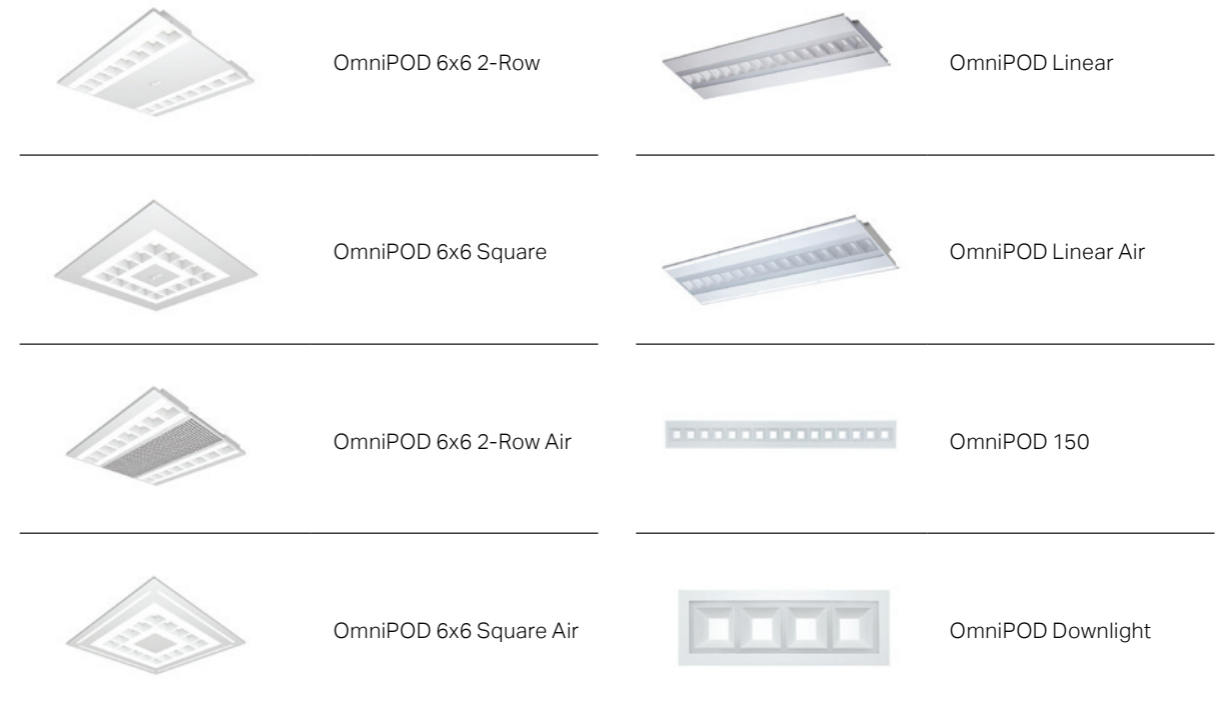 OmniPOD 6x6 2-Row
OmniPOD Linear
OmniPOD 6x6 Square
OmniPOD Linear Air
OmniPOD 6x6 2-Row Air
OmniPOD 150
OmniPOD 6x6 Square Air
OmniPOD Downlight